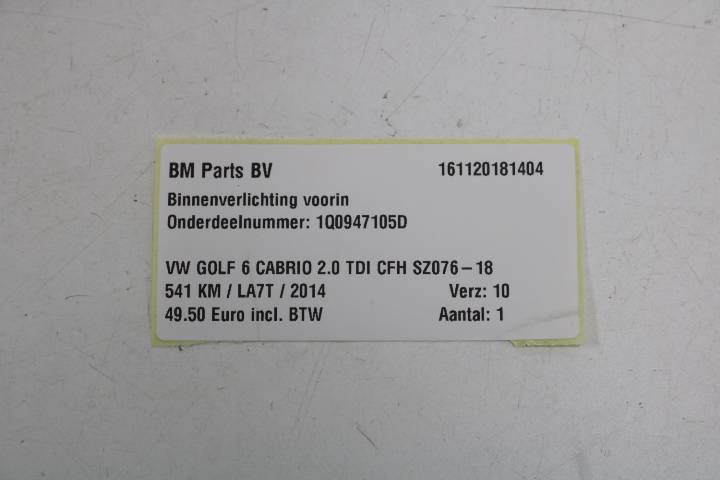 BM Parts BV 161120181404
Binnenverlichting voorin
Onderdeelnummer: 1Q0947105D
VW GOLF 6 CABRIO 2.0 TDI CFH SZ076-18
541 KM / LA7T / 2014 Verz: 10
49.50 Euro incl. BTW Aantal: 1